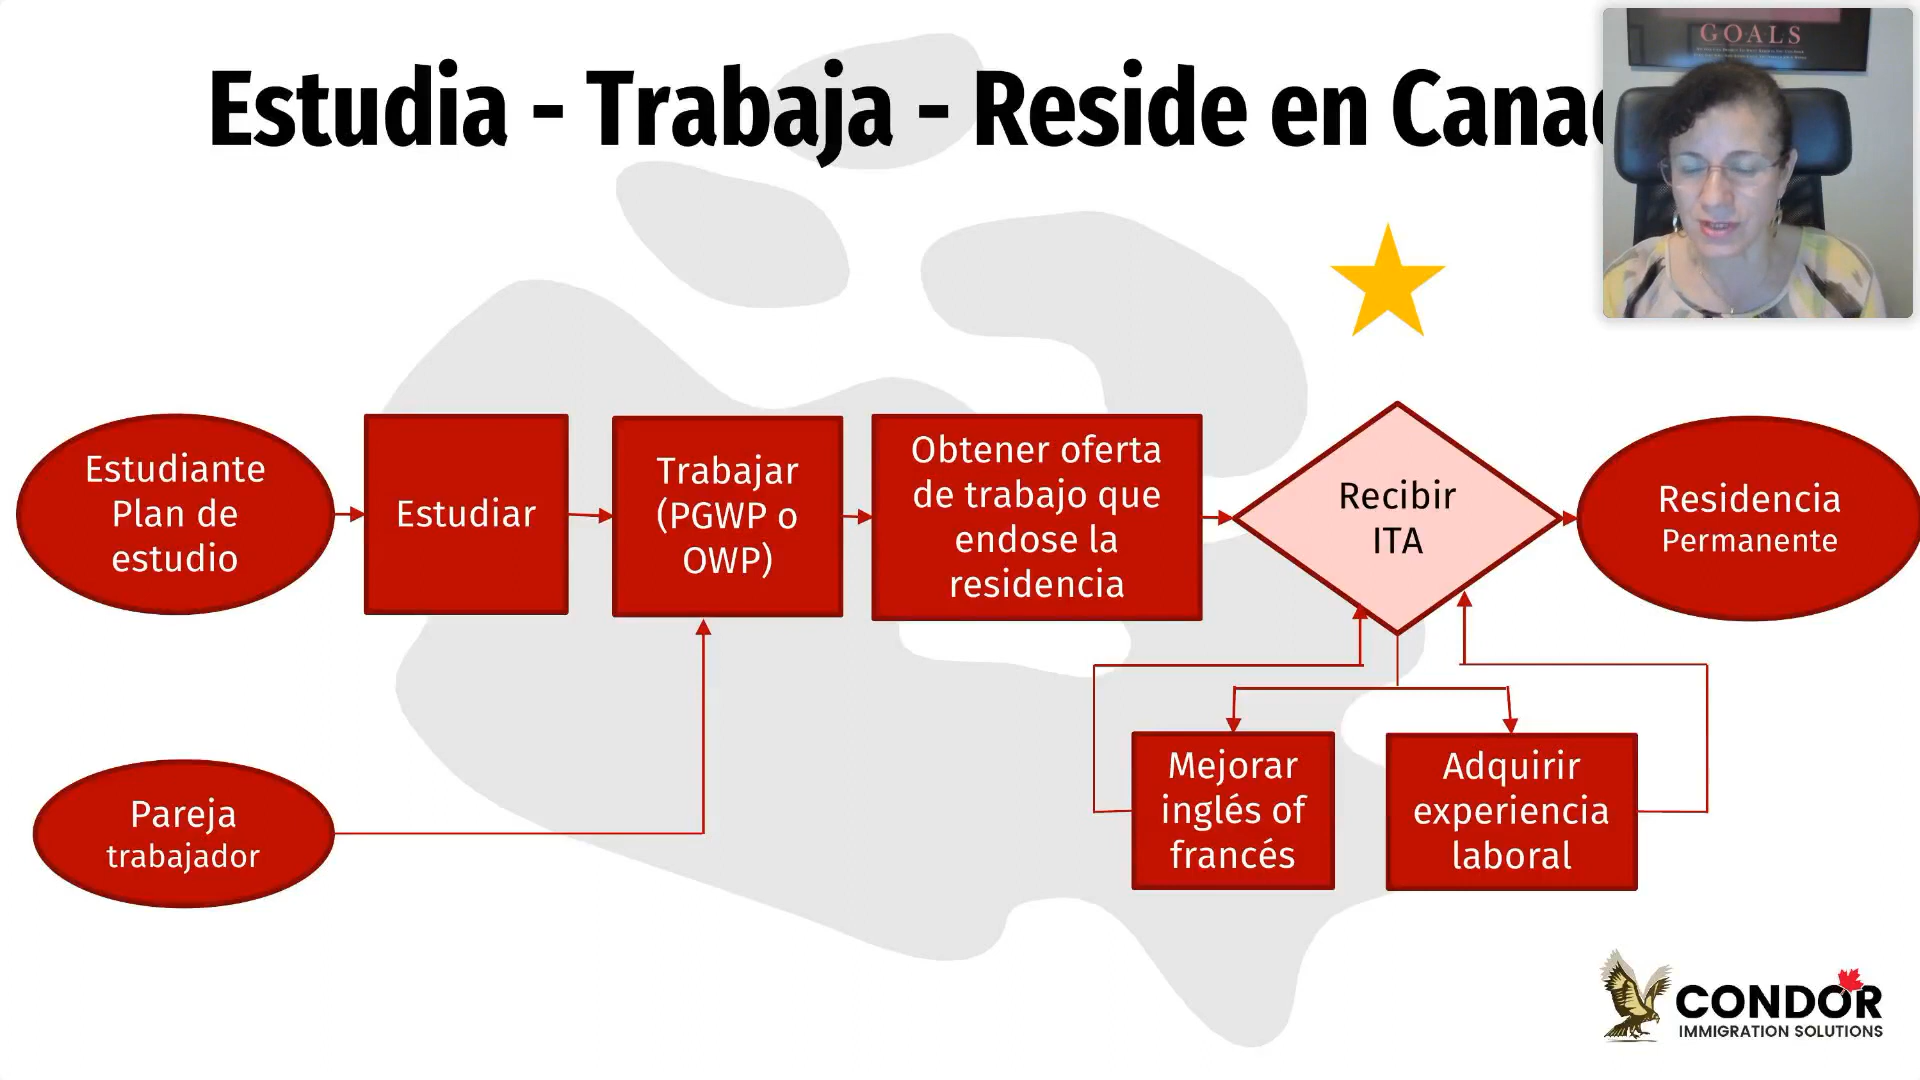 GOALS
Estudia - Trabaja - Reside en Cana
Estudiante
Plan de
estudio
Estudiar
Trabajar
(PGWP o
OWP)
Obtener oferta
de trabajo que
endose la
residencia
Recibir
ITA
Residencia
Permanente
Pareja
trabajador
Mejorar
inglés of
francés
Adquirir
experiencia
laboral
CONDOR
IMMIGRATION SOLUTIONS